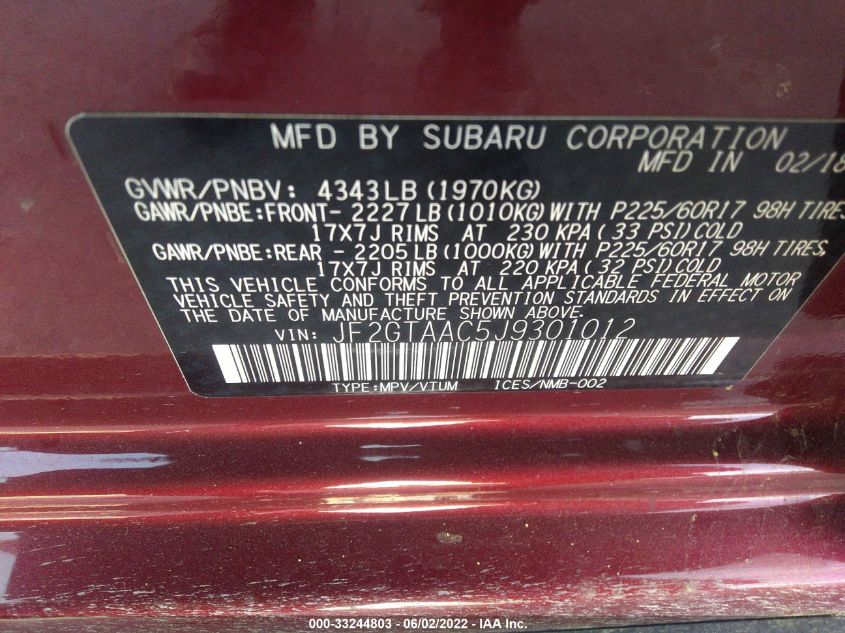 MFD BY SUBARU CORPORATION
MFD IN 02/18
GVWR/PNBV: 4343LB (1970KG)
GAWR/PNBE:FRONT- 2227LB (1010KG) WITH P225/60R17 98H TIRES,
17X7J RIMS AT 230 KPA (33 PSI) COLD
GAWR/PNBE:REAR - 2205LB (1000KG) WITH P225/60R17 98H TIRES,
17X7J RIMS AT 220 KPA (32 PSI) COLD
THIS VEHICLE CONFORMS TO ALL APPLICABLE FEDERAL MOTOR
VEHICLE SAFETY AND THEFT PREVENTION STANDARDS IN EFFECT ON
THE DATE OF MANUFACTURE SHOWN ABOVE.
VIN: JF2GTAAC5J9301012
TYPE:MPV/VTUM ICES/NMB-002
000-33244803 - 06/02/2022 - IAA Inc.